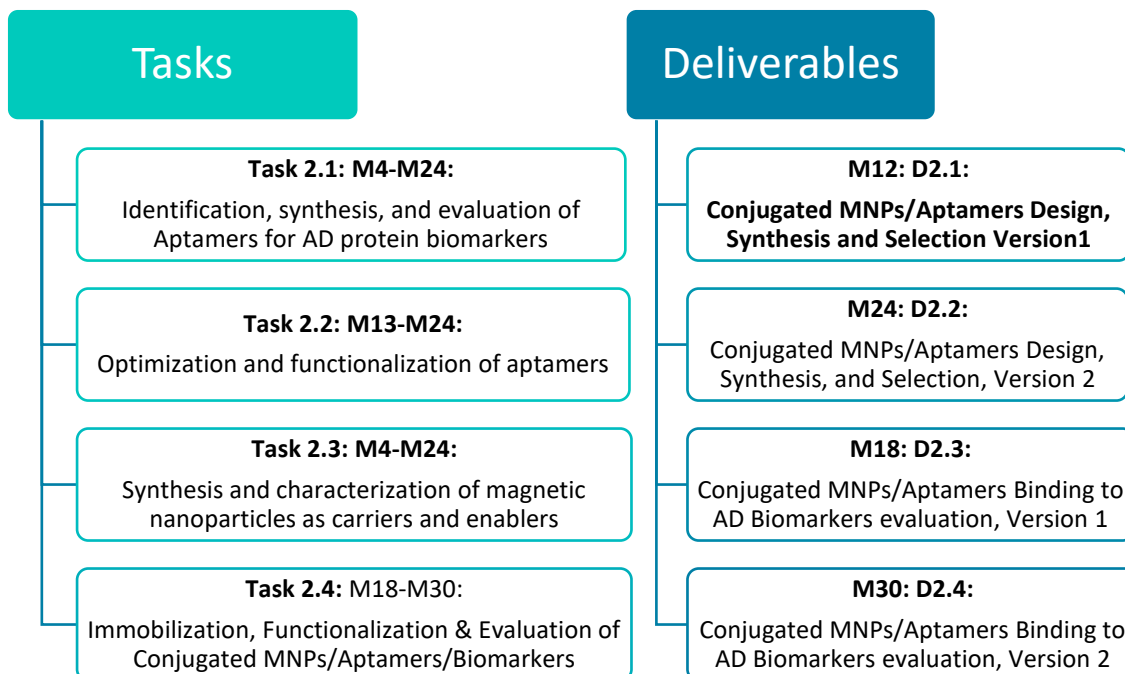 Tasks
Task 2.1: M4-M24:
Identification, synthesis, and evaluation of
Aptamers for AD protein biomarkers
Task 2.2: M13-M24:
Optimization and functionalization of aptamers
Task 2.3: M4-M24:
Synthesis and characterization of magnetic
nanoparticles as carriers and enablers
Task 2.4: M18-M30:
Immobilization, Functionalization & Evaluation of
Conjugated MNPs/Aptamers/Biomarkers
Deliverables
M12: D2.1:
Conjugated MNPs/Aptamers Design,
Synthesis and Selection Version1
M24: D2.2:
Conjugated MNPs/Aptamers Design,
Synthesis, and Selection, Version 2
M18: D2.3:
Conjugated MNPs/Aptamers Binding to
AD Biomarkers evaluation, Version 1
M30: D2.4:
Conjugated MNPs/Aptamers Binding to
AD Biomarkers evaluation, Version 2